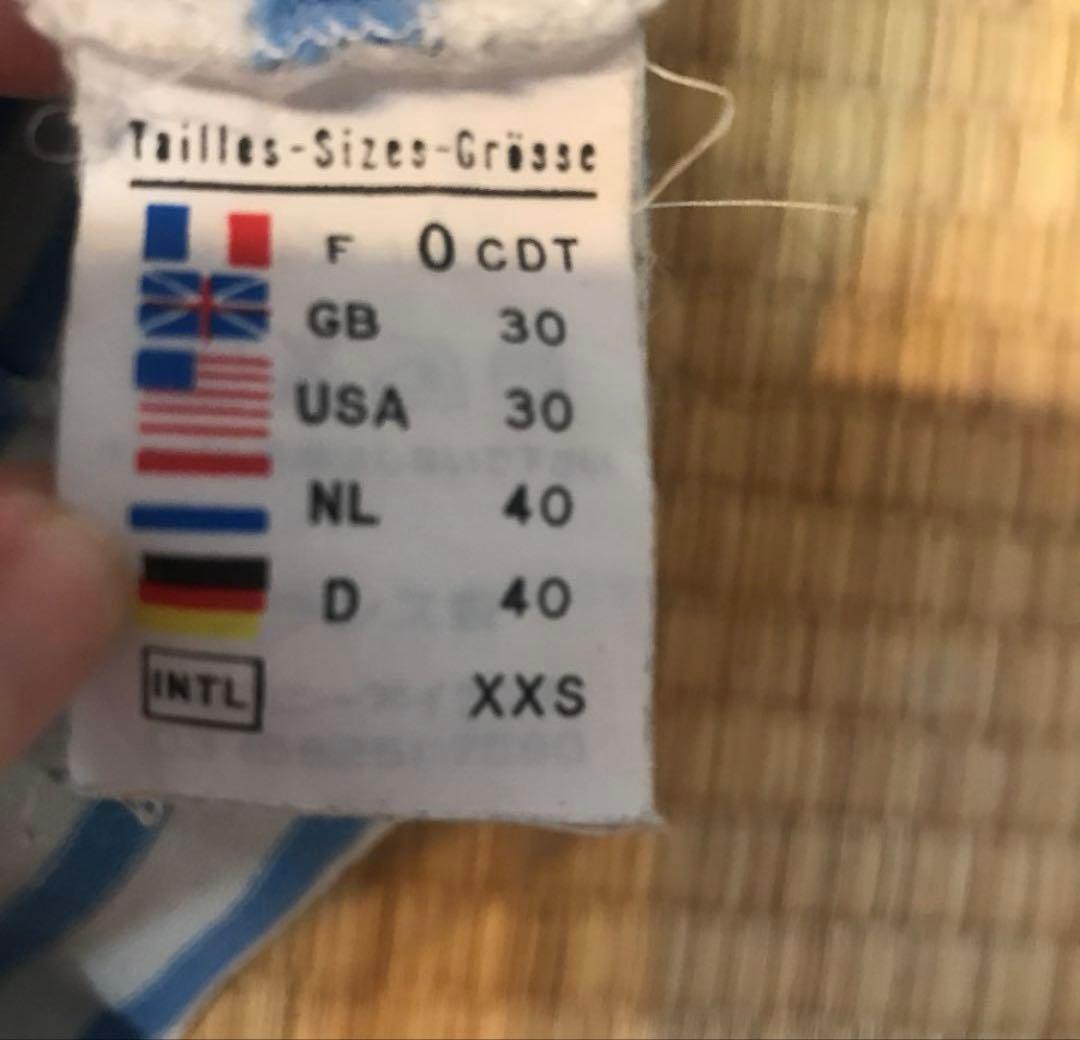 Tailles-Sizes-Grösse
F 0 CDT
GB 30
USA 30
NL 40
D 40
INTL XXS